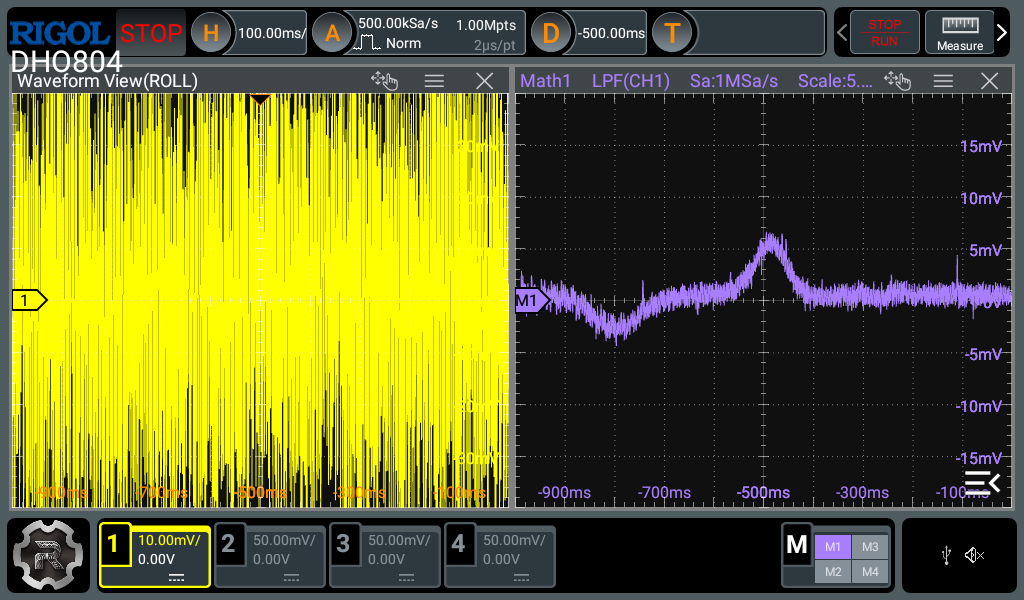 RIGOL STOP H 100.00ms/ A 500.00kSa/s 1.00Mpts D -500.00ms T STOP
Norm 2µs/pt RUN Measure
DHO804
Waveform View(ROLL) Math1 LPF(CH1) Sa:1MSa/s Scale:5....
15mV
10mV
5mV
1 M1
-5mV
-10mV
-15mV
-500ms
-900ms -700ms -500ms -300ms
1 10.00mV/ 2 50.00mV/ 3 50.00mV/ 4 50.00mV/ M M1 M3
0.00V 0.00V 0.00V 0.00V M2 M4